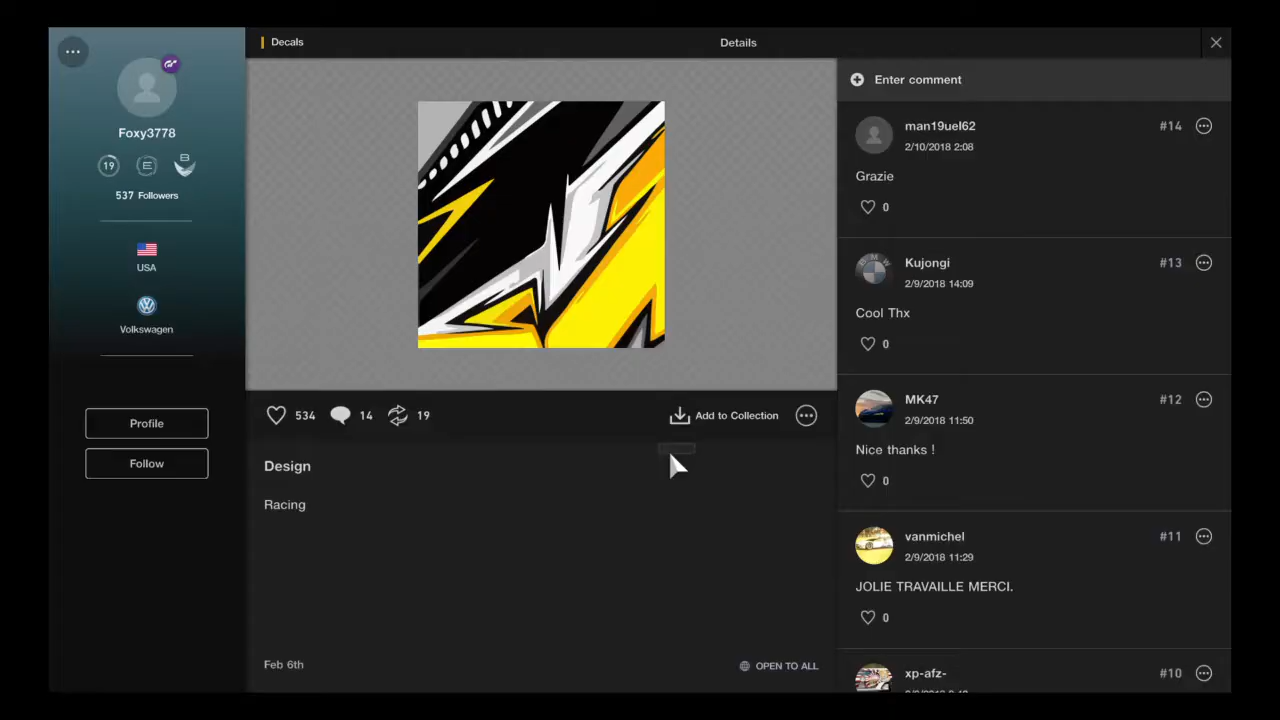 Decals
Details
Foxy3778
19
E
B
537 Followers
USA
Volkswagen
Profile
Follow
534
14
19
Add to Collection
Design
Racing
Feb 6th
OPEN TO ALL
Enter comment
man19uel62
#14
2/10/2018 2:08
Grazie
0
BMW
Kujongi
#13
2/9/2018 14:09
Cool Thx
0
MK47
#12
2/9/2018 11:50
Nice thanks !
0
vanmichel
#11
2/9/2018 11:29
JOLIE TRAVAILLE MERCI.
0
xp-afz-
#10